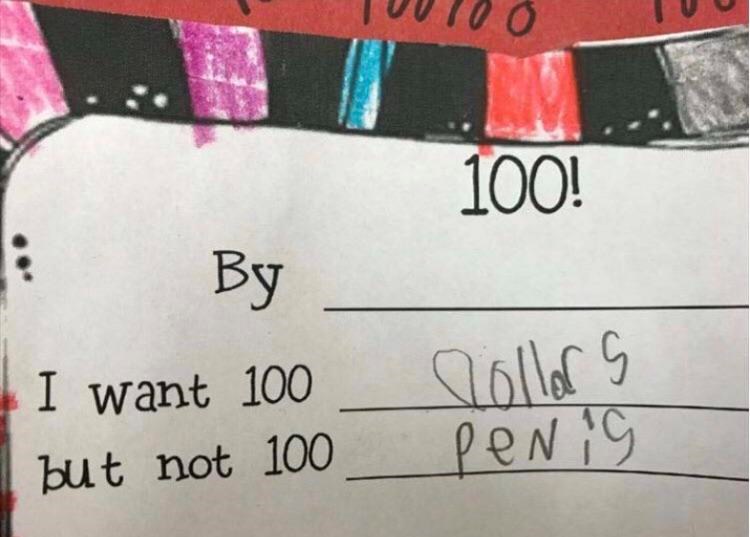 100!
By
I want 100 dollars
but not 100 penis